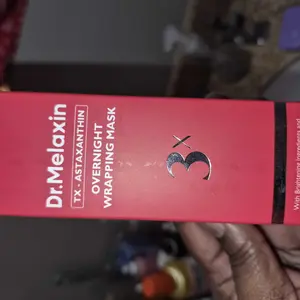 Dr.Melaxin
TX - ASTAXANTHIN
OVERNIGHT
WRAPPING MASK
3x